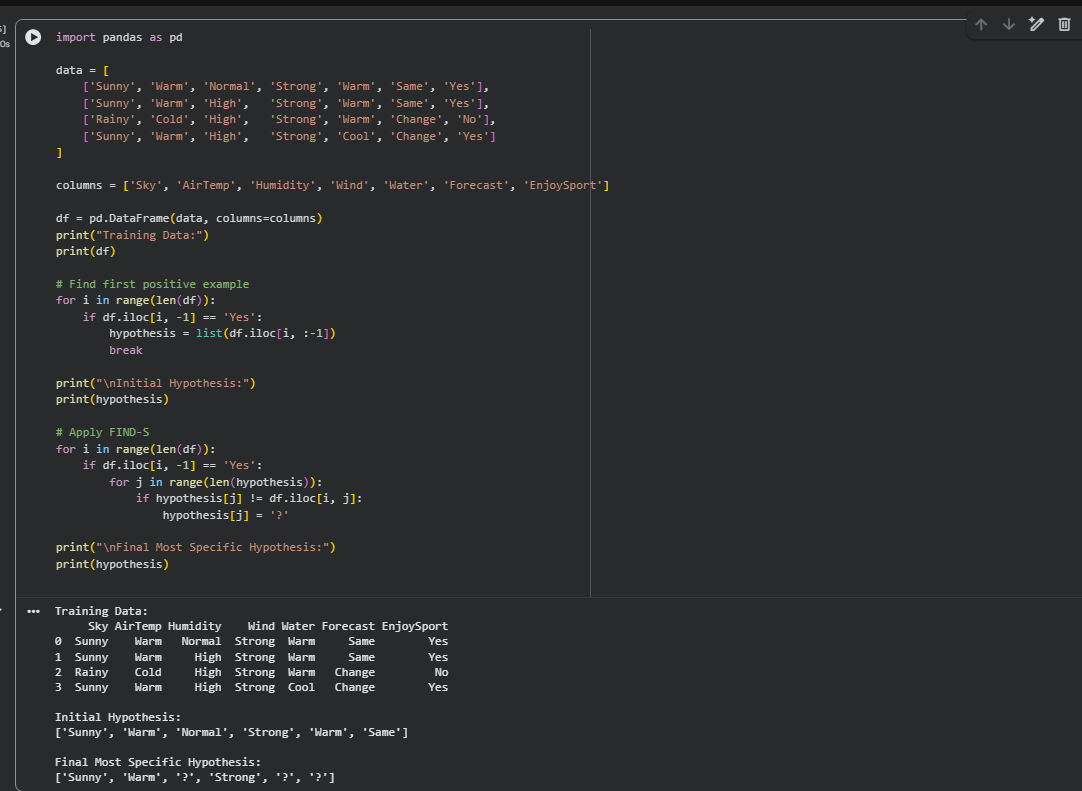 s]
0s
import pandas as pd
data = [
    ['Sunny', 'Warm', 'Normal', 'Strong', 'Warm', 'Same', 'Yes'],
    ['Sunny', 'Warm', 'High',   'Strong', 'Warm', 'Same', 'Yes'],
    ['Rainy', 'Cold', 'High',   'Strong', 'Warm', 'Change', 'No'],
    ['Sunny', 'Warm', 'High',   'Strong', 'Cool', 'Change', 'Yes']
]
columns = ['Sky', 'AirTemp', 'Humidity', 'Wind', 'Water', 'Forecast', 'EnjoySport']
df = pd.DataFrame(data, columns=columns)
print("Training Data:")
print(df)
# Find first positive example
for i in range(len(df)):
    if df.iloc[i, -1] == 'Yes':
        hypothesis = list(df.iloc[i, :-1])
        break
print("\nInitial Hypothesis:")
print(hypothesis)
# Apply FIND-S
for i in range(len(df)):
    if df.iloc[i, -1] == 'Yes':
        for j in range(len(hypothesis)):
            if hypothesis[j] != df.iloc[i, j]:
                hypothesis[j] = '?'
print("\nFinal Most Specific Hypothesis:")
print(hypothesis)
Training Data:
     Sky AirTemp Humidity    Wind Water Forecast EnjoySport
0  Sunny    Warm   Normal  Strong  Warm     Same        Yes
1  Sunny    Warm     High  Strong  Warm     Same        Yes
2  Rainy    Cold     High  Strong  Warm   Change         No
3  Sunny    Warm     High  Strong  Cool   Change        Yes
Initial Hypothesis:
['Sunny', 'Warm', 'Normal', 'Strong', 'Warm', 'Same']
Final Most Specific Hypothesis:
['Sunny', 'Warm', '?', 'Strong', '?', '?']